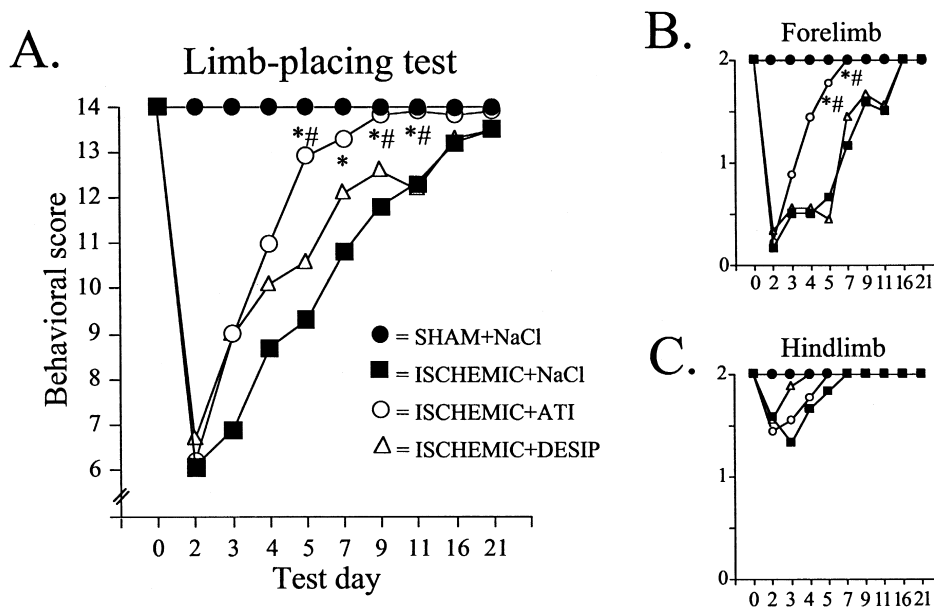 A.
Limb-placing test
14
13
12
11
10
9
8
7
6
Behavioral score
*#
*
*#
*#
= SHAM+NaCl
= ISCHEMIC+NaCl
= ISCHEMIC+ATI
= ISCHEMIC+DESIP
0 2 3 4 5 7 9 11 16 21
Test day
B.
Forelimb
2
1
0
*#
*#
0 2 3 4 5 7 9 11 16 21
C.
Hindlimb
2
1
0
0 2 3 4 5 7 9 11 16 21